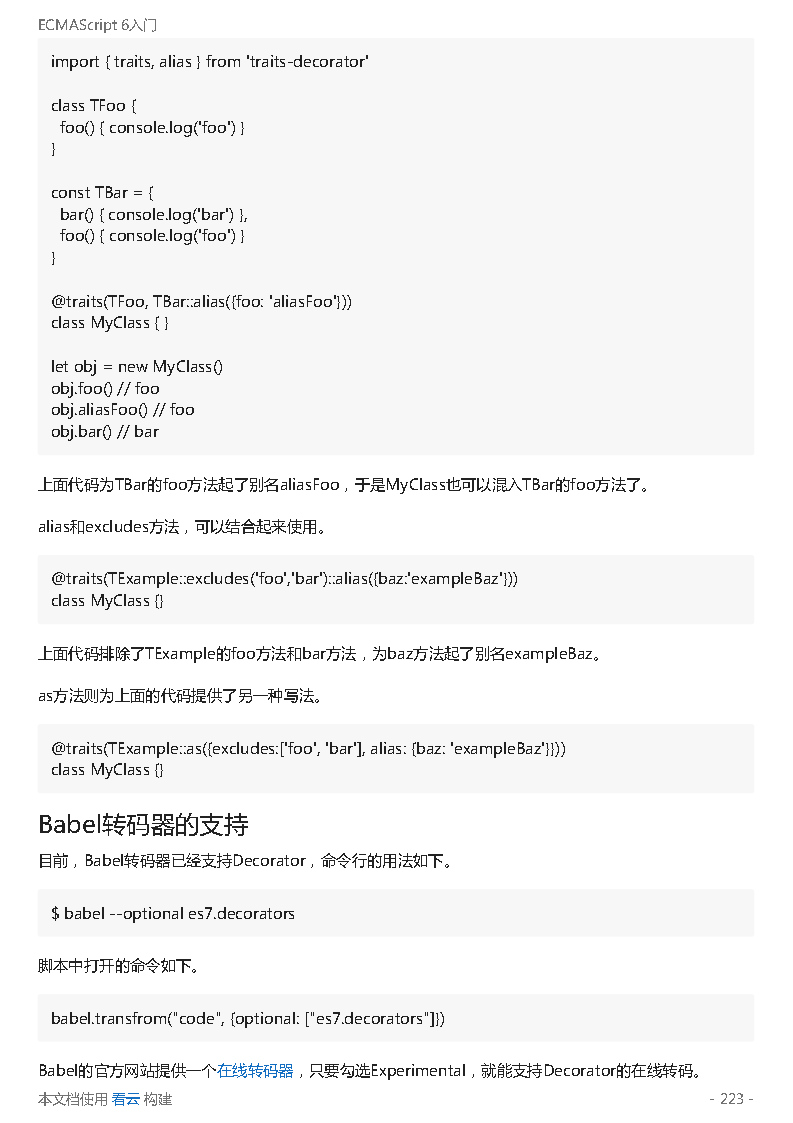 ECMAScript 6入门
import { traits, alias } from 'traits-decorator'
class TFoo {
foo() { console.log('foo') }
}
const TBar = {
bar() { console.log('bar') },
foo() { console.log('foo') }
}
@traits(TFoo, TBar::alias({foo: 'aliasFoo'}))
class MyClass { }
let obj = new MyClass()
obj.foo() // foo
obj.aliasFoo() // foo
obj.bar() // bar
上面代码为TBar的foo方法起了别名aliasFoo，于是MyClass也可以混入TBar的foo方法了。
alias和excludes方法，可以结合起来使用。
@traits(TExample::excludes('foo','bar')::alias({baz:'exampleBaz'}))
class MyClass {}
上面代码排除了TExample的foo方法和bar方法，为baz方法起了别名exampleBaz。
as方法则为上面的代码提供了另一种写法。
@traits(TExample::as({excludes:['foo', 'bar'], alias: {baz: 'exampleBaz'}}))
class MyClass {}
Babel转码器的支持
目前，Babel转码器已经支持Decorator，命令行的用法如下。
$ babel --optional es7.decorators
脚本中打开的命令如下。
babel.transfrom("code", {optional: ["es7.decorators"]})
Babel的官方网站提供一个在线转码器，只要勾选Experimental，就能支持Decorator的在线转码。
本文档使用 看云 构建
- 223 -